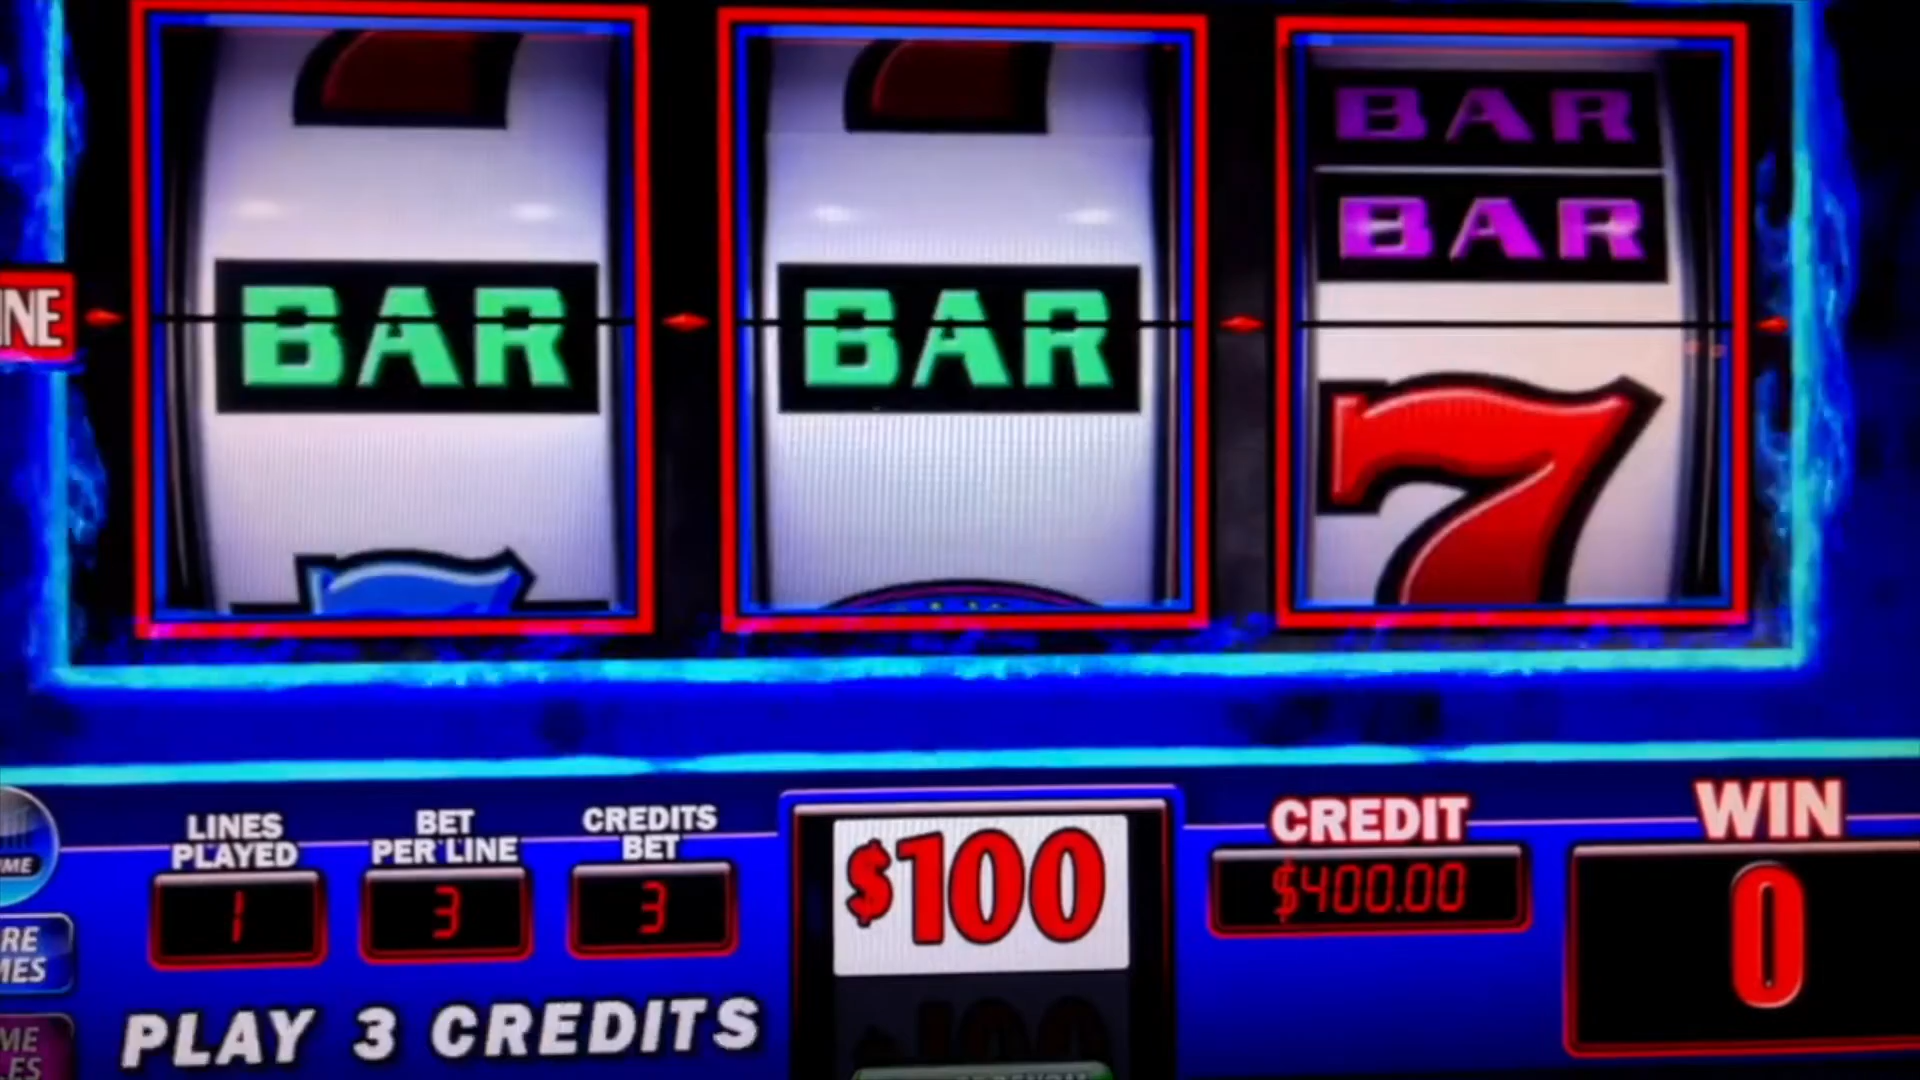 BAR
BAR
BAR BAR
7
LINES PLAYED
BET PER LINE
CREDITS BET
CREDIT
WIN
1
3
3
$100
$400.00
0
PLAY 3 CREDITS